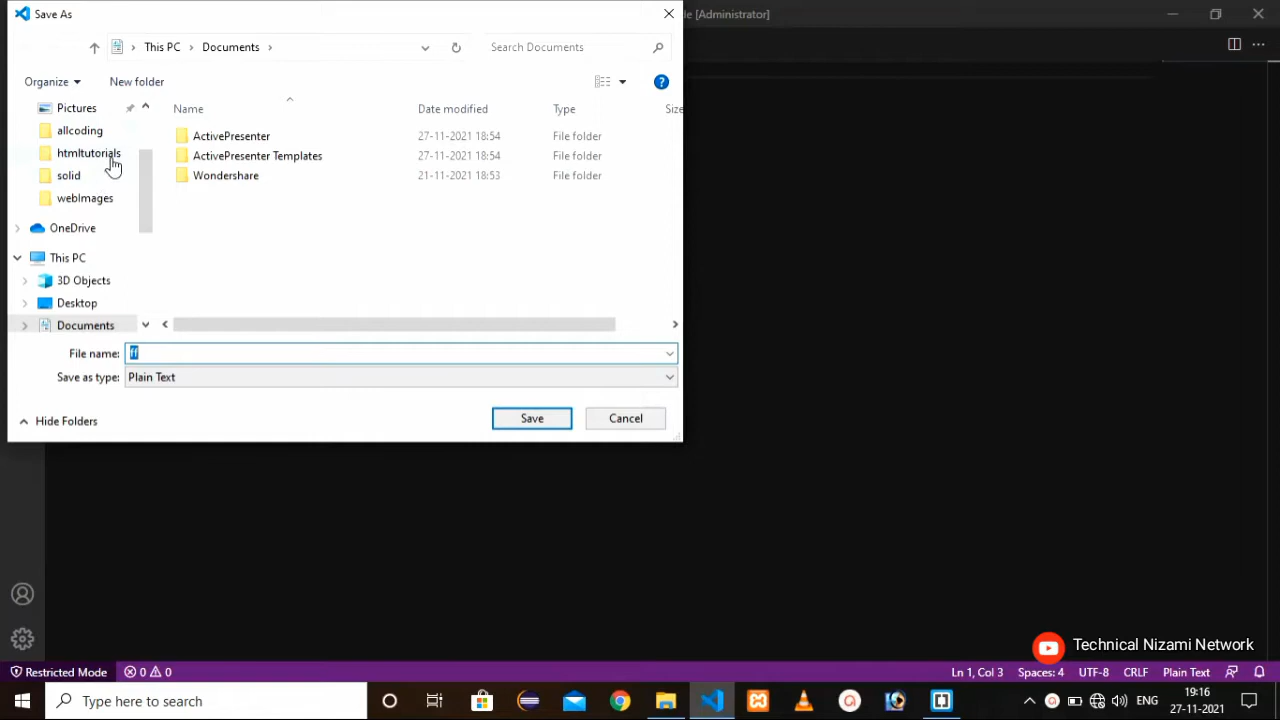 Save As
le [Administrator]
This PC
Documents
Search Documents
Organize
New folder
Name
Date modified
Type
Size
Pictures
allcoding
htmltutorials
solid
webImages
OneDrive
This PC
3D Objects
Desktop
Documents
ActivePresenter 27-11-2021 18:54 File folder
ActivePresenter Templates 27-11-2021 18:54 File folder
Wondershare 21-11-2021 18:53 File folder
File name: ff
Save as type: Plain Text
Hide Folders
Save
Cancel
Technical Nizami Network
Restricted Mode 0 0 Ln 1, Col 3 Spaces: 4 UTF-8 CRLF Plain Text
Type here to search
ENG
19:16
27-11-2021